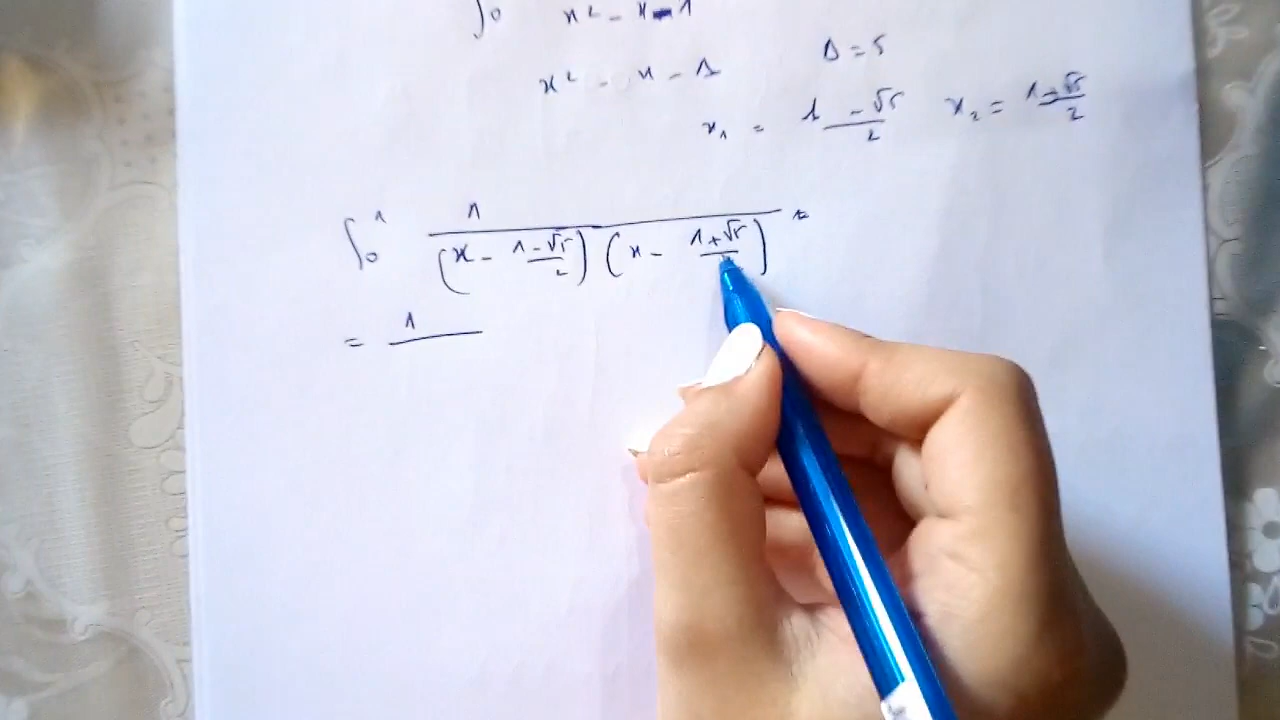 ∫0 x² - x - 1
x² - x - 1 Δ = 5
x₁ = (1 - √5)/2 x₂ = (1 + √5)/2
∫₀¹ 1/((x - (1 - √5)/2)(x - (1 + √5)/2))
= 1